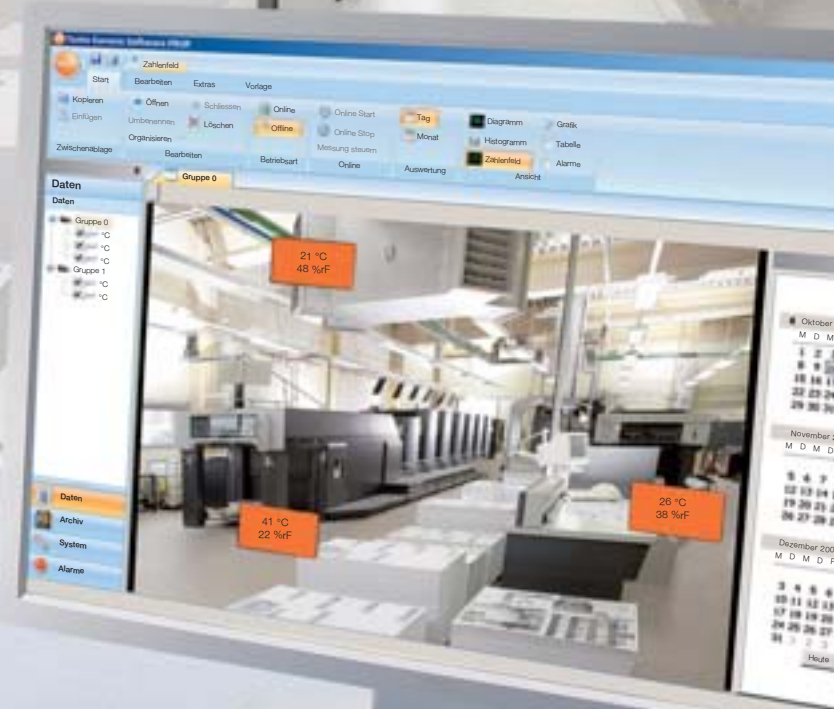 Zahlenfeld
Start Bearbeiten Extras Vorlage
Kopieren
Einfügen
Zwischenablage
Öffnen
Umbenennen
Organisieren
Schliessen
Löschen
Bearbeiten
Online
Offline
Betriebsart
Online Start
Online Stop
Messung steuern
Online
Tag
Monat
Auswertung
Diagramm
Histogramm
Zahlenfeld
Grafik
Tabelle
Alarme
Ansicht
Daten
Daten
Gruppe 0
°C
°C
°C
Gruppe 1
°C
°C
Daten
Archiv
System
Alarme
Gruppe 0
21 °C
48 %rF
41 °C
22 %rF
26 °C
38 %rF
Oktober
M D M
November
M D M D
Dezember 200
M D M D F
Heute